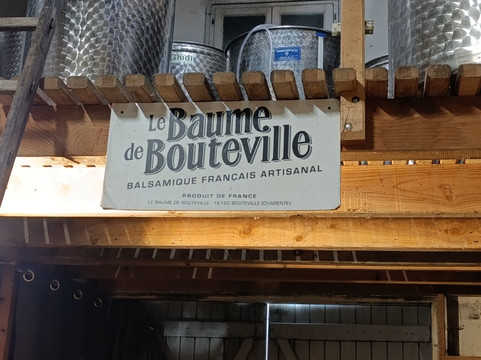 Le Baume
de Bouteville
BALSAMIQUE FRANÇAIS ARTISANAL
PRODUIT DE FRANCE
LE BAUME DE BOUTEVILLE - 16120 BOUTEVILLE (CHARENTE)